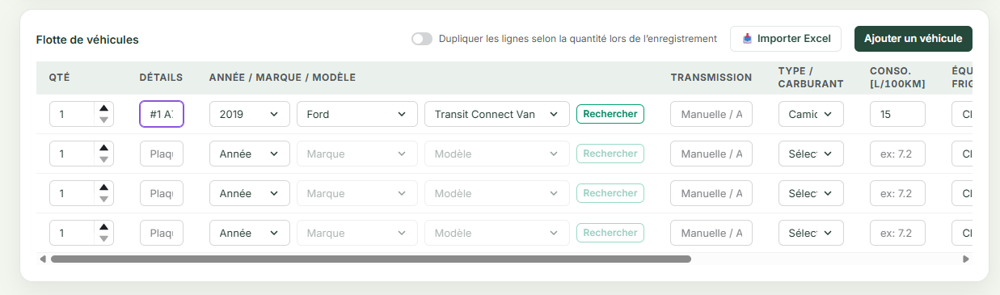 Flotte de véhicules
Dupliquer les lignes selon la quantité lors de l'enregistrement
Importer Excel
Ajouter un véhicule
QTÉ DÉTAILS ANNÉE / MARQUE / MODÈLE TRANSMISSION TYPE / CARBURANT CONSO. [L/100KM] ÉQU FRIG
1 #1 A 2019 Ford Transit Connect Van Rechercher Manuelle / A Camic 15 Cl
1 Plaqu Année Marque Modèle Rechercher Manuelle / A Sélec ex: 7.2 Cl
1 Plaqu Année Marque Modèle Rechercher Manuelle / A Sélec ex: 7.2 Cl
1 Plaqu Année Marque Modèle Rechercher Manuelle / A Sélec ex: 7.2 Cl